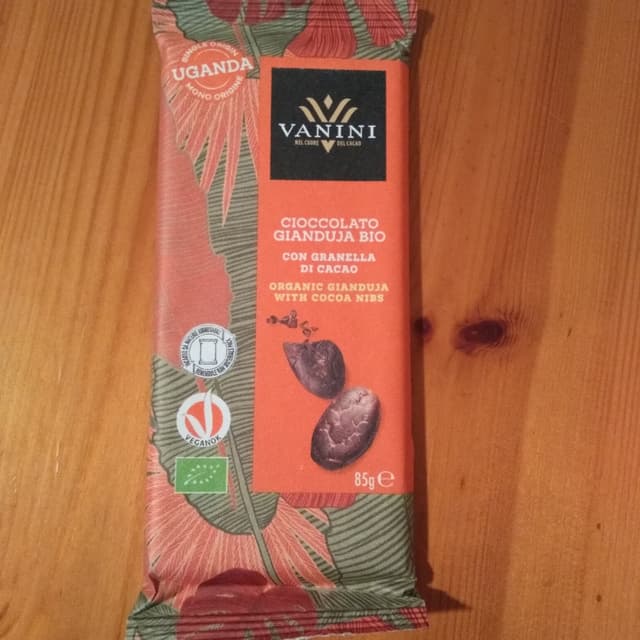 SINGLE ORIGIN
UGANDA
MONO ORIGINE
VANINI
NEL CUORE DEL CACAO
CIOCCOLATO
GIANDUJA BIO
CON GRANELLA
DI CACAO
ORGANIC GIANDUJA
WITH COCOA NIBS
VEGANOK
85g e